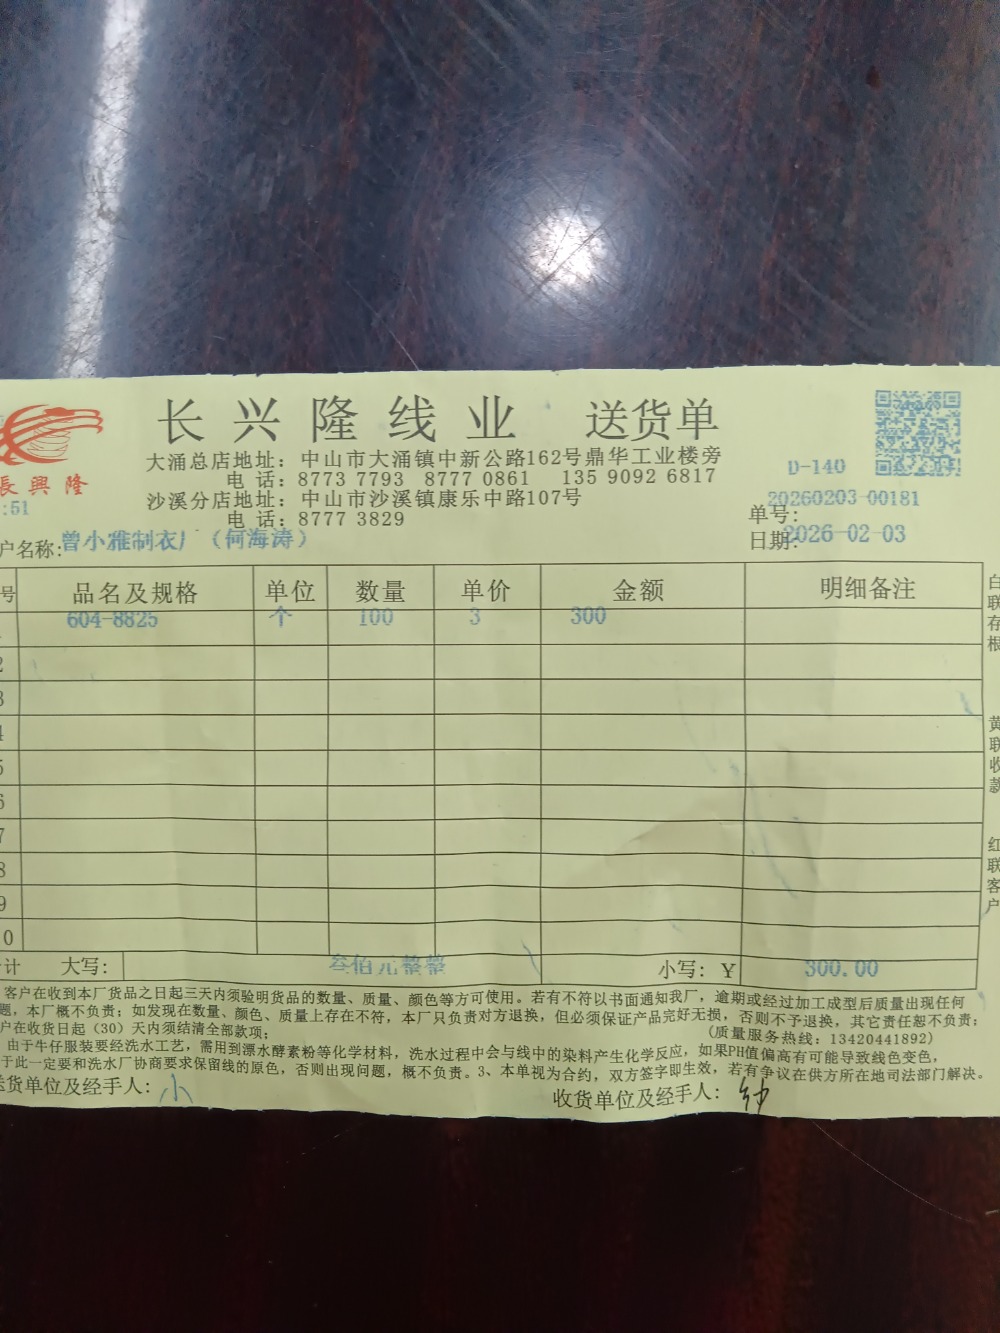 长兴隆线业 送货单
大涌总店地址：中山市大涌镇中新公路162号鼎华工业楼旁
电 话：8773 7793 8777 0861 135 9092 6817
沙溪分店地址：中山市沙溪镇康乐中路107号
电 话：8777 3829
長興隆
:51
D-140
单号：20260203-00181
日期：2026-02-03
户名称：曾小雅制衣厂（何海涛）
号 品名及规格 单位 数量 单价 金额 明细备注
604-8825 个 100 3 300
2
3
4
5
6
7
8
9
0
计 大写：叁佰元整整 小写：￥ 300.00
客户在收到本厂货品之日起三天内须验明货品的数量、质量、颜色等方可使用。若有不符以书面通知我厂，逾期或经过加工成型后质量出现任何
题，本厂概不负责；如发现在数量、颜色、质量上存在不符，本厂只负责对方退换，但必须保证产品完好无损，否则不予退换，其它责任恕不负责；
户在收货日起（30）天内须结清全部款项； （质量服务热线：13420441892）
由于牛仔服装要经洗水工艺，需用到漂水酵素粉等化学材料，洗水过程中会与线中的染料产生化学反应，如果PH值偏高有可能导致线色变色，
于此一定要和洗水厂协商要求保留线的原色，否则出现问题，概不负责。3、本单视为合约，双方签字即生效，若有争议在供方所在地司法部门解决。
送货单位及经手人：小 收货单位及经手人：
白联存根
黄联收款
红联客户